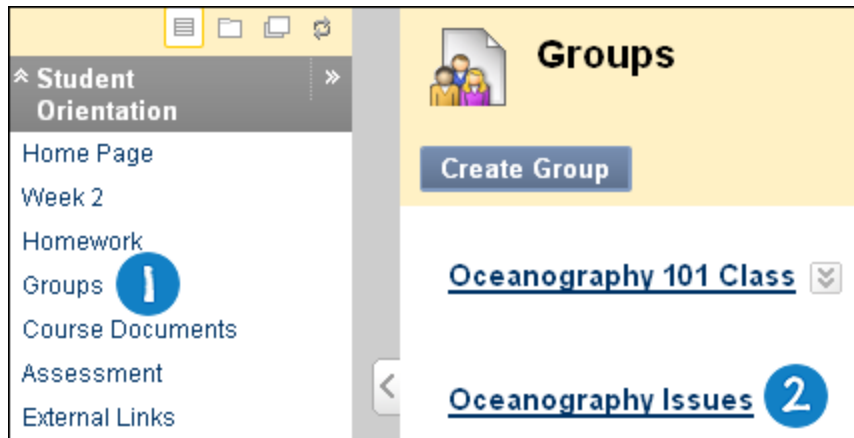 Student
Orientation
Home Page
Week 2
Homework
Groups 1
Course Documents
Assessment
External Links
Groups
Create Group
Oceanography 101 Class
Oceanography Issues 2